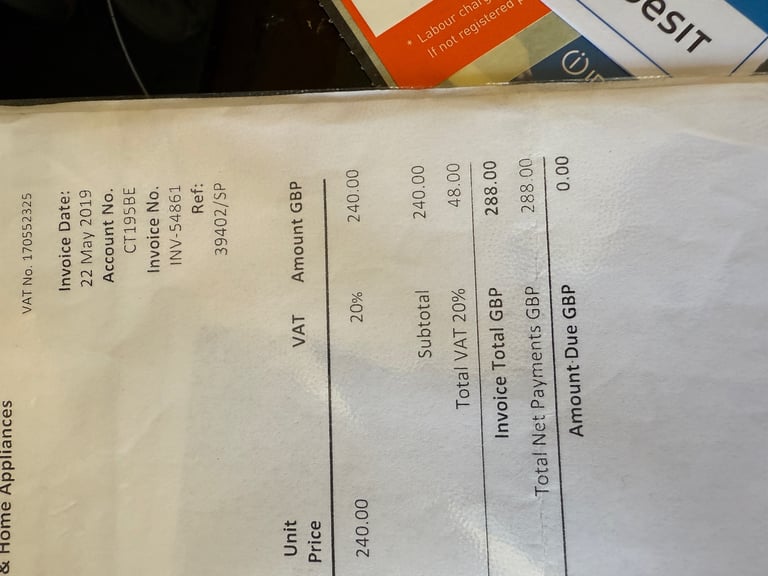 * Labour char
If not registered p
eSIT
& Home Appliances
VAT No. 170552325
Invoice Date:
22 May 2019
Account No.
CT195BE
Invoice No.
INV-54861
Ref:
39402/SP
Unit Price VAT Amount GBP
240.00 20% 240.00
Subtotal 240.00
Total VAT 20% 48.00
Invoice Total GBP 288.00
Total Net Payments GBP 288.00
Amount Due GBP 0.00